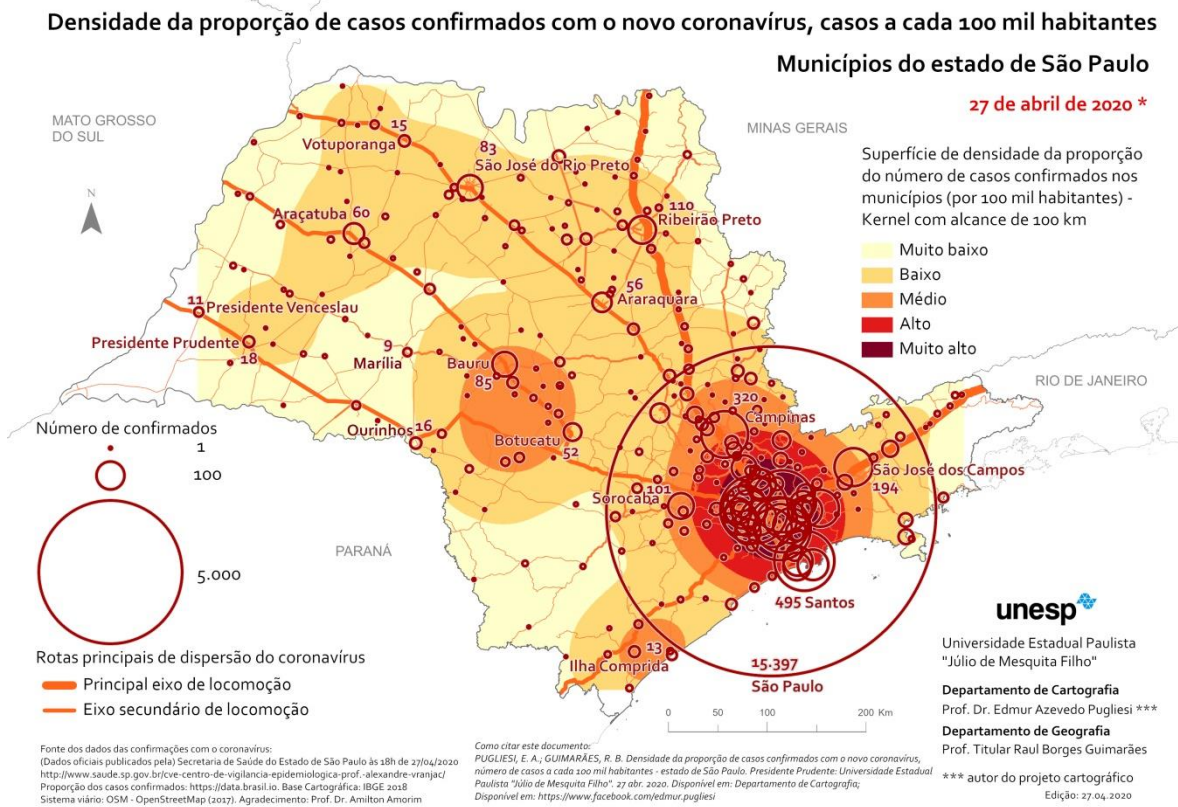 Densidade da proporção de casos confirmados com o novo coronavírus, casos a cada 100 mil habitantes
Municípios do estado de São Paulo
27 de abril de 2020 *
MATO GROSSO
DO SUL
MINAS GERAIS
RIO DE JANEIRO
PARANÁ
N
Superfície de densidade da proporção
do número de casos confirmados nos
municípios (por 100 mil habitantes) -
Kernel com alcance de 100 km
Muito baixo
Baixo
Médio
Alto
Muito alto
15
Votuporanga
83
São José do Rio Preto
Araçatuba 60
110
Ribeirão Preto
56
Araraquara
11
Presidente Venceslau
Presidente Prudente
18
9
Marília
Bauru
85
320
Campinas
Ourinhos 16
Botucatu
52
São José dos Campos
194
Sorocaba 101
495 Santos
13
Ilha Comprida
15.397
São Paulo
Número de confirmados
1
100
5.000
Rotas principais de dispersão do coronavírus
Principal eixo de locomoção
Eixo secundário de locomoção
0 50 100 200 Km
unesp
Universidade Estadual Paulista
"Júlio de Mesquita Filho"
Departamento de Cartografia
Prof. Dr. Edmur Azevedo Pugliesi ***
Departamento de Geografia
Prof. Titular Raul Borges Guimarães
*** autor do projeto cartográfico
Edição: 27.04.2020
Fonte dos dados das confirmações com o coronavírus:
(Dados oficiais publicados pela) Secretaria de Saúde do Estado de São Paulo às 18h de 27/04/2020
http://www.saude.sp.gov.br/cve-centro-de-vigilancia-epidemiologica-prof.-alexandre-vranjac/
Proporção dos casos confirmados: https://data.brasil.io. Base Cartográfica: IBGE 2018
Sistema viário: OSM - OpenStreetMap (2017). Agradecimento: Prof. Dr. Amilton Amorim
Como citar este documento:
PUGLIESI, E. A.; GUIMARÃES, R. B. Densidade da proporção de casos confirmados com o novo coronavírus,
número de casos a cada 100 mil habitantes - estado de São Paulo. Presidente Prudente: Universidade Estadual
Paulista "Júlio de Mesquita Filho". 27 abr. 2020. Disponível em: Departamento de Cartografia;
Disponível em: https://www.facebook.com/edmur.pugliesi